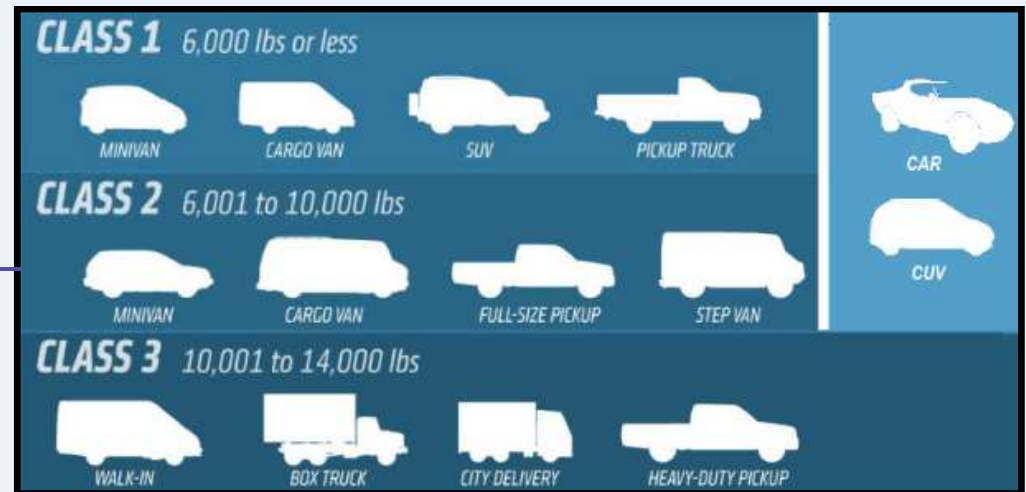 CLASS 1 6,000 lbs or less
MINIVAN CARGO VAN SUV PICKUP TRUCK
CAR
CLASS 2 6,001 to 10,000 lbs
CUV
MINIVAN CARGO VAN FULL-SIZE PICKUP STEP VAN
CLASS 3 10,001 to 14,000 lbs
WALK-IN BOX TRUCK CITY DELIVERY HEAVY-DUTY PICKUP